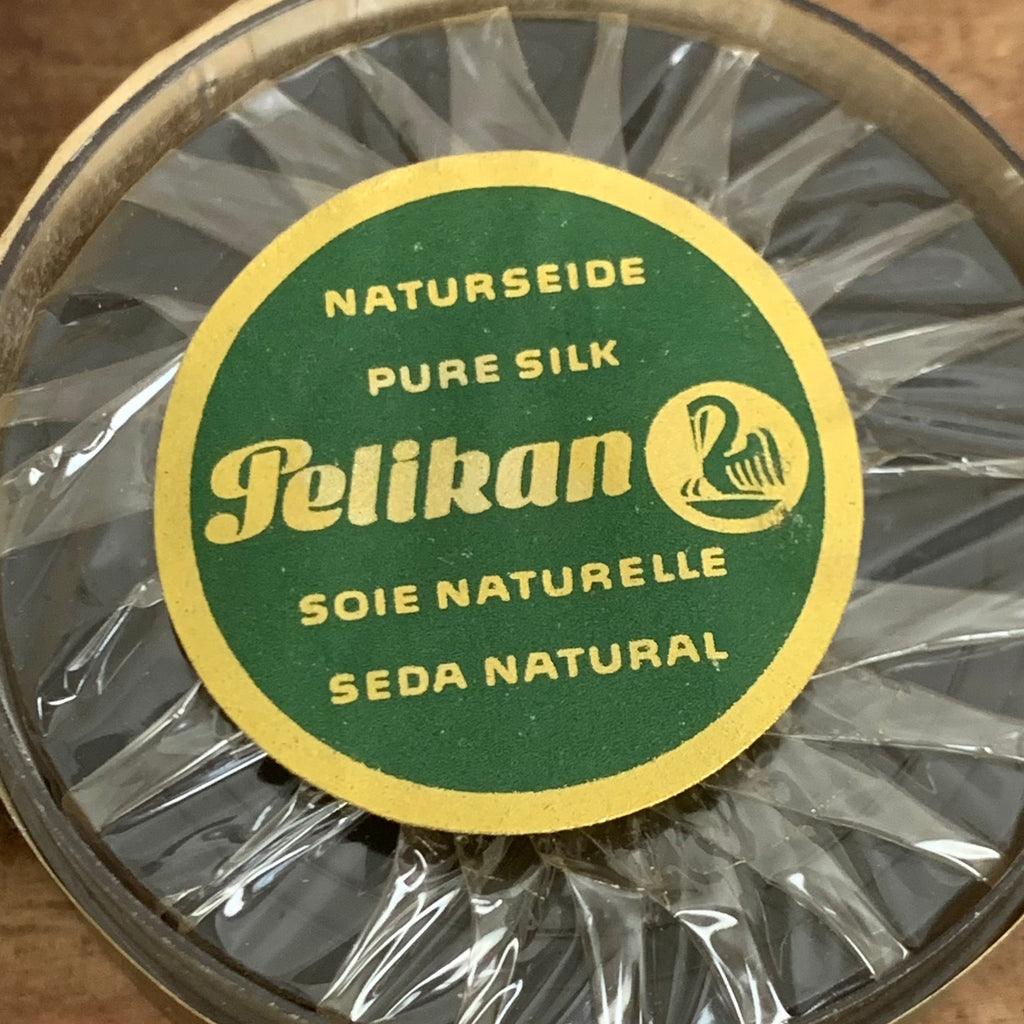 NATURSEIDE
PURE SILK
Pelikan
SOIE NATURELLE
SEDA NATURAL